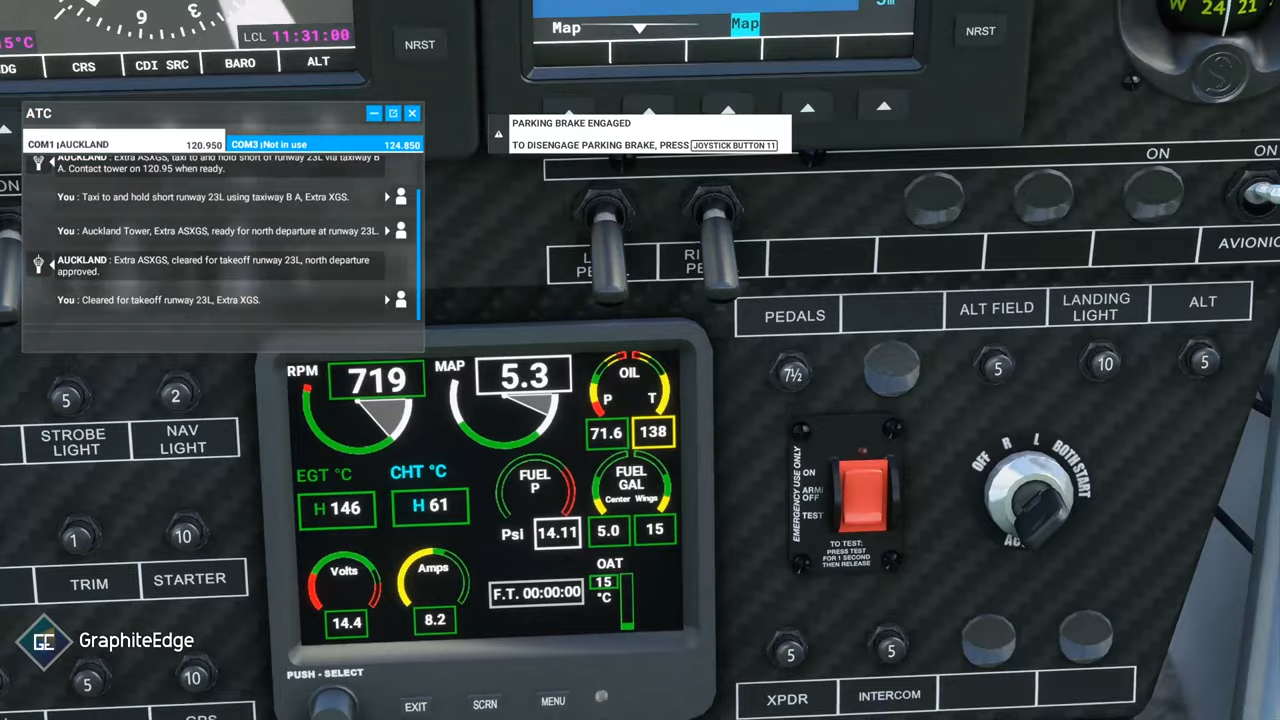 9
5°C
LCL 11:31:00
CRS
CDI SRC
BARO
ALT
NRST
Map
Map
NRST
W 24 21
ATC
COM1 | AUCKLAND 120.950
COM3 | Not in use 124.850
AUCKLAND : Extra ASXGS, taxi to and hold short of runway 23L via taxiway B
A. Contact tower on 120.95 when ready.
You : Taxi to and hold short runway 23L using taxiway B A, Extra XGS.
You : Auckland Tower, Extra ASXGS, ready for north departure at runway 23L.
AUCKLAND : Extra ASXGS, cleared for takeoff runway 23L, north departure
approved.
You : Cleared for takeoff runway 23L, Extra XGS.
PARKING BRAKE ENGAGED
TO DISENGAGE PARKING BRAKE, PRESS JOYSTICK BUTTON 11
ON
ON
AVIONIC
PEDALS
ALT FIELD
LANDING
LIGHT
ALT
7½
5
10
5
5
2
STROBE
LIGHT
NAV
LIGHT
1
10
TRIM
STARTER
5
10
RPM
719
MAP
5.3
OIL
P T
71.6
138
EGT °C
H 146
CHT °C
H 61
FUEL
P
Psi 14.11
FUEL
GAL
Center Wings
5.0
15
Volts
14.4
Amps
8.2
F.T. 00:00:00
OAT
15
°C
PUSH - SELECT
EXIT
SCRN
MENU
EMERGENCY USE ONLY
ON
ARM/
OFF
TEST
TO TEST:
PRESS TEST
FOR 1 SECOND
THEN RELEASE
OFF R L BOTH START
5
5
XPDR
INTERCOM
GE GraphiteEdge